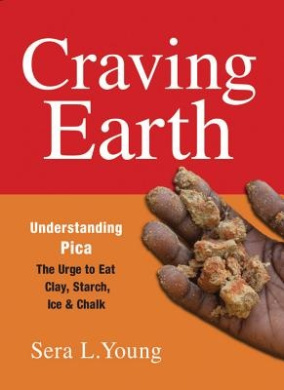 Craving
Earth
Understanding
Pica
The Urge to Eat
Clay, Starch,
Ice & Chalk
Sera L. Young